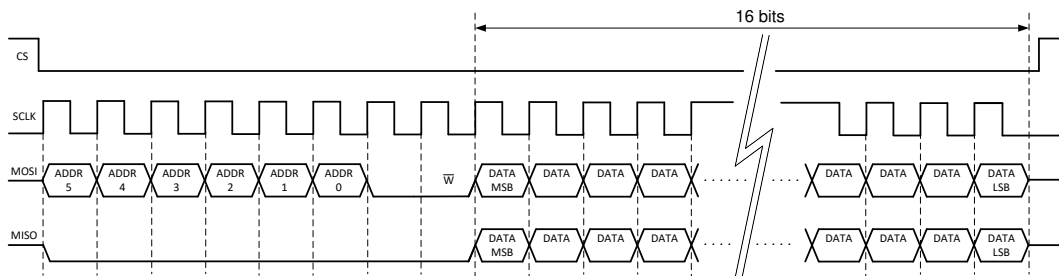 16 bits
CS
SCLK
MOSI ADDR 5 ADDR 4 ADDR 3 ADDR 2 ADDR 1 ADDR 0 W̅ DATA MSB DATA DATA DATA DATA DATA DATA DATA LSB
MISO DATA MSB DATA DATA DATA DATA DATA DATA DATA LSB